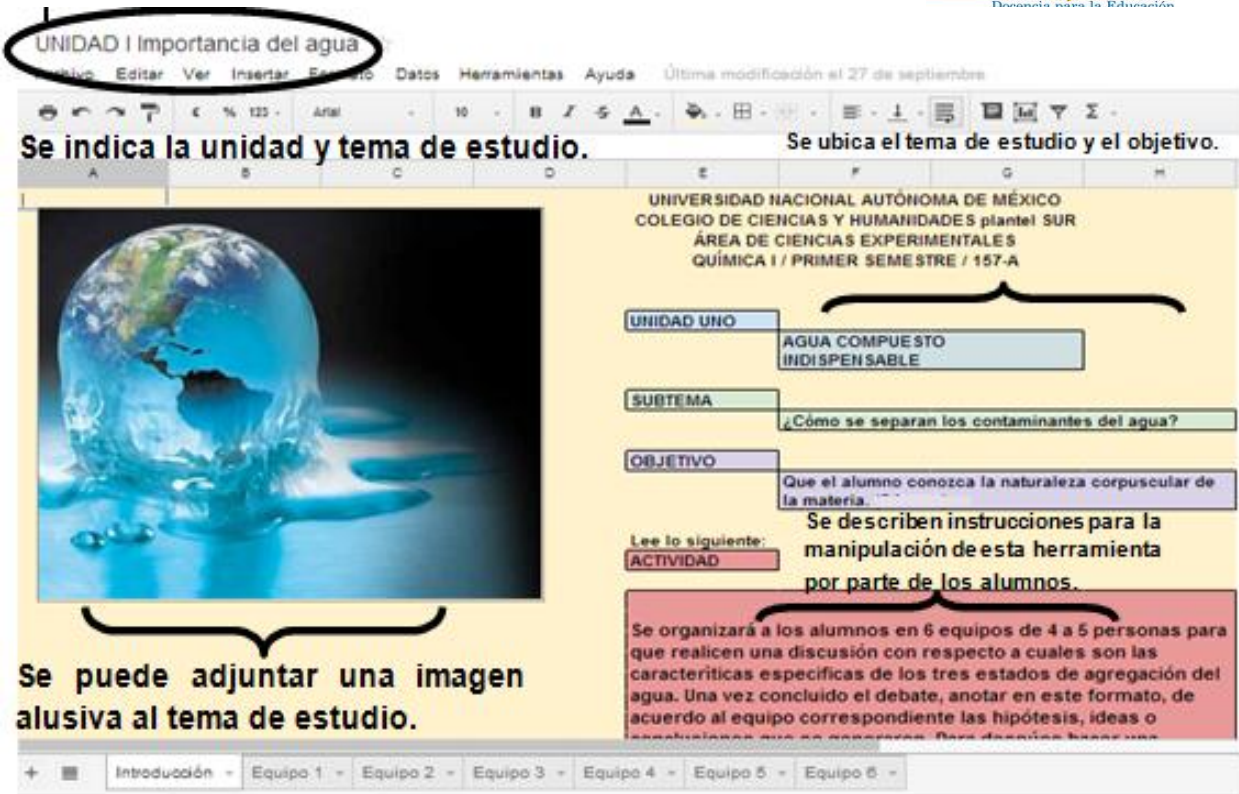 Docencia para la Educación
UNIDAD I Importancia del agua
Archivo Editar Ver Insertar Formato Datos Herramientas Ayuda Última modificación el 27 de septiembre
€ % 123 - Arial 10 B I S A Σ
Se indica la unidad y tema de estudio.
Se ubica el tema de estudio y el objetivo.
A B C D E F G H
UNIVERSIDAD NACIONAL AUTÓNOMA DE MÉXICO
COLEGIO DE CIENCIAS Y HUMANIDADES plantel SUR
ÁREA DE CIENCIAS EXPERIMENTALES
QUÍMICA I / PRIMER SEMESTRE / 157-A
UNIDAD UNO
AGUA COMPUESTO
INDISPENSABLE
SUBTEMA
¿Cómo se separan los contaminantes del agua?
OBJETIVO
Que el alumno conozca la naturaleza corpuscular de
la materia.
Se describen instrucciones para la
manipulación de esta herramienta
por parte de los alumnos.
Lee lo siguiente:
ACTIVIDAD
Se organizará a los alumnos en 6 equipos de 4 a 5 personas para
que realicen una discusión con respecto a cuales son las
caracteríticas especificas de los tres estados de agregación del
agua. Una vez concluido el debate, anotar en este formato, de
acuerdo al equipo correspondiente las hipótesis, ideas o
Se puede adjuntar una imagen
alusiva al tema de estudio.
Introducción Equipo 1 Equipo 2 Equipo 3 Equipo 4 Equipo 5 Equipo 6